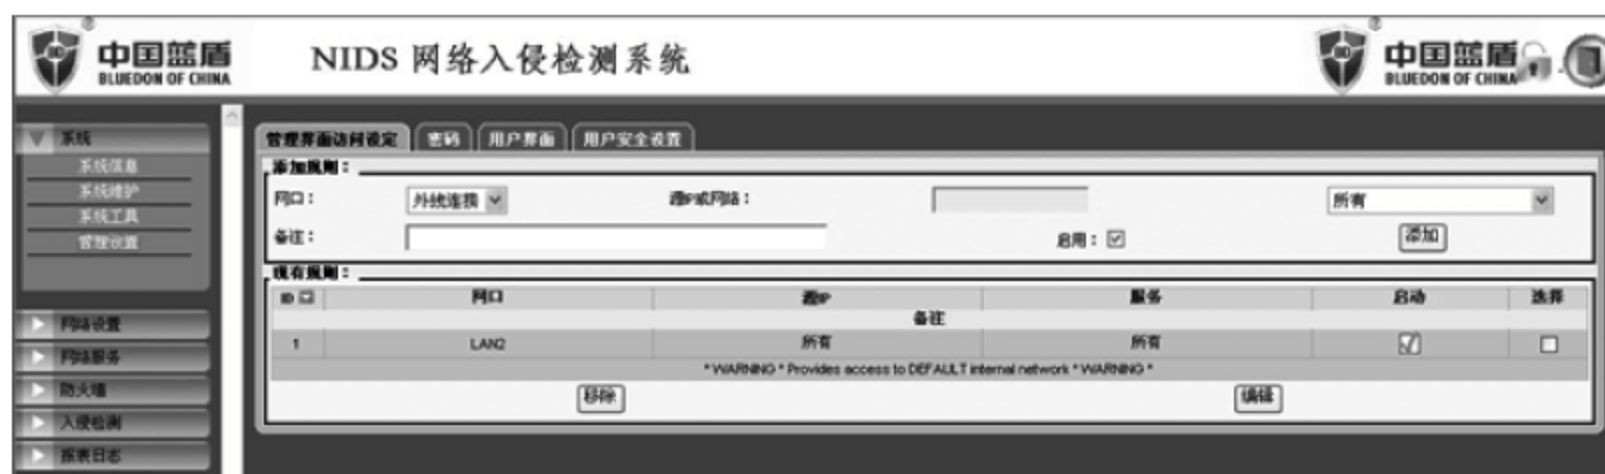 中国蓝盾
BLUEDON OF CHINA
NIDS 网络入侵检测系统
中国蓝盾
BLUEDON OF CHINA
系统
系统信息
系统维护
系统工具
管理设置
网络设置
网络服务
防火墙
入侵检测
报表日志
管理界面访问设定 密码 用户界面 用户安全设置
添加规则：
网口： 外线连接 源IP或网络： 所有
备注： 启用： 添加
现有规则：
ID 网口 源IP 服务 启动 选择
备注
1 LAN2 所有 所有
* WARNING * Provides access to DEFAULT internal network * WARNING *
移除 编辑